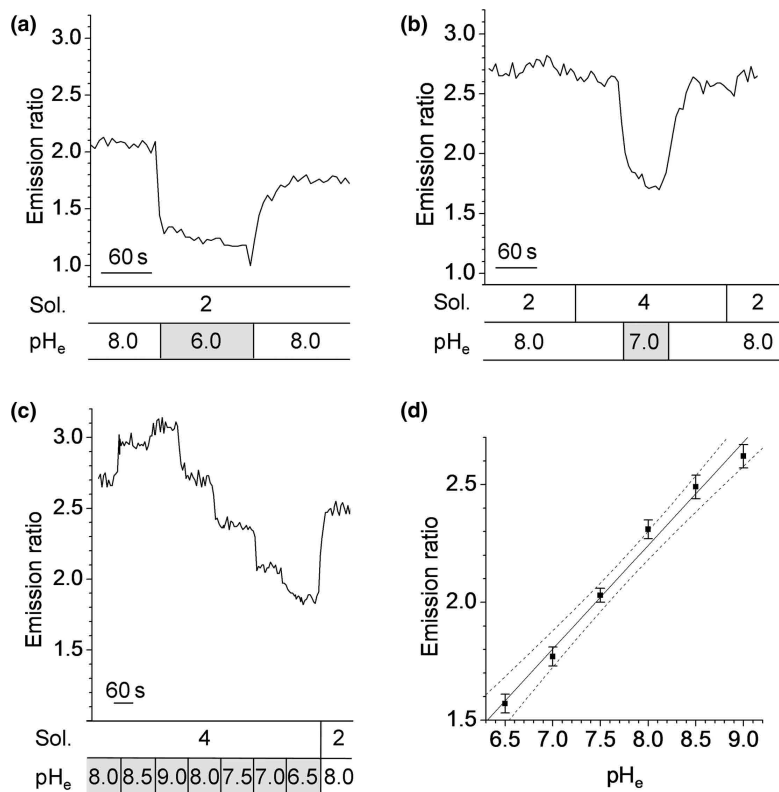 (a)
3.0
2.5
2.0
1.5
1.0
Emission ratio
60 s
Sol. 2
pHe 8.0 6.0 8.0
(b)
3.0
2.5
2.0
1.5
1.0
Emission ratio
60 s
Sol. 2 4 2
pHe 8.0 7.0 8.0
(c)
3.0
2.5
2.0
1.5
Emission ratio
60 s
Sol. 4 2
pHe 8.0 8.5 9.0 8.0 7.5 7.0 6.5 8.0
(d)
2.5
2.0
1.5
Emission ratio
6.5 7.0 7.5 8.0 8.5 9.0
pHe